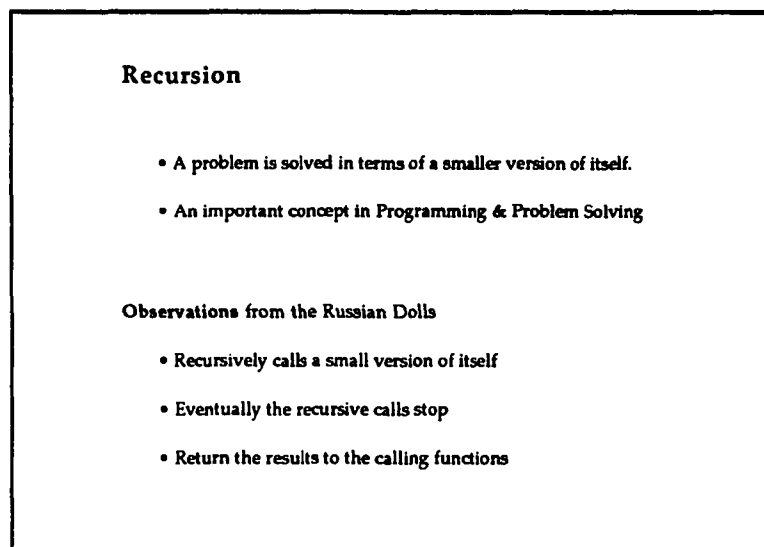 Recursion
• A problem is solved in terms of a smaller version of itself.
• An important concept in Programming & Problem Solving
Observations from the Russian Dolls
• Recursively calls a small version of itself
• Eventually the recursive calls stop
• Return the results to the calling functions